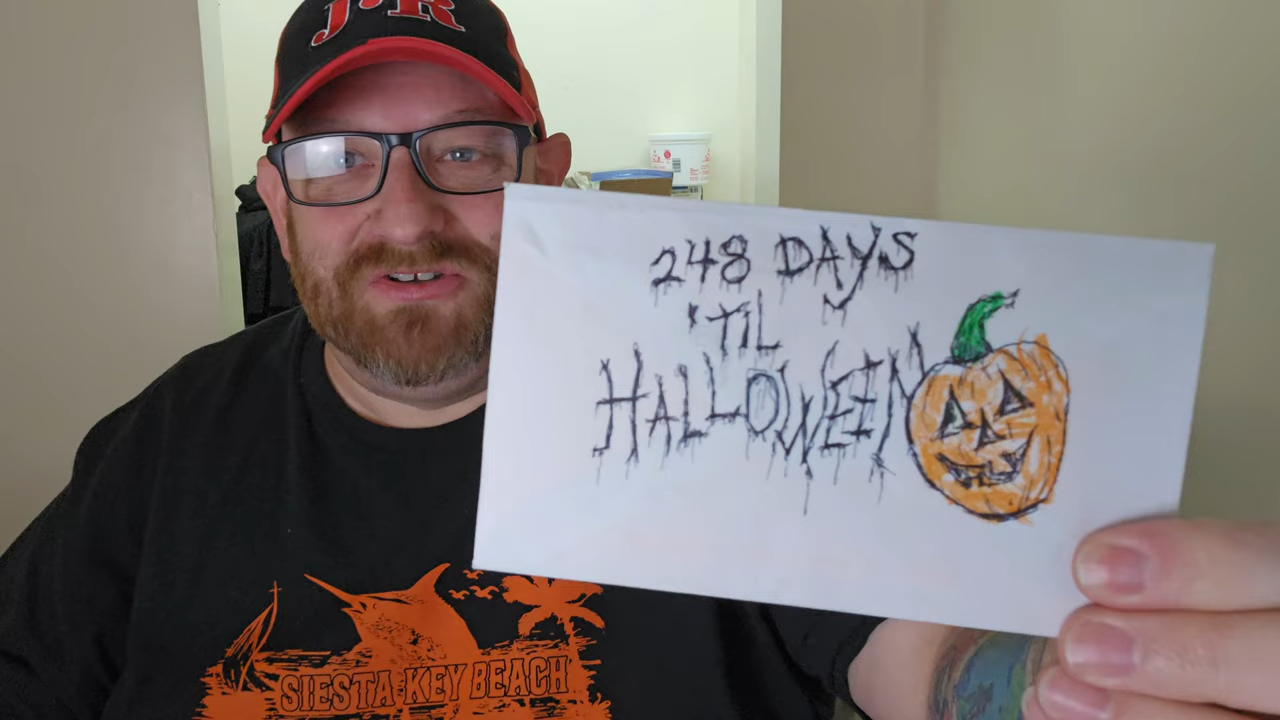 J R
248 DAYS
'TIL
HALLOWEEN
SIESTA KEY BEACH